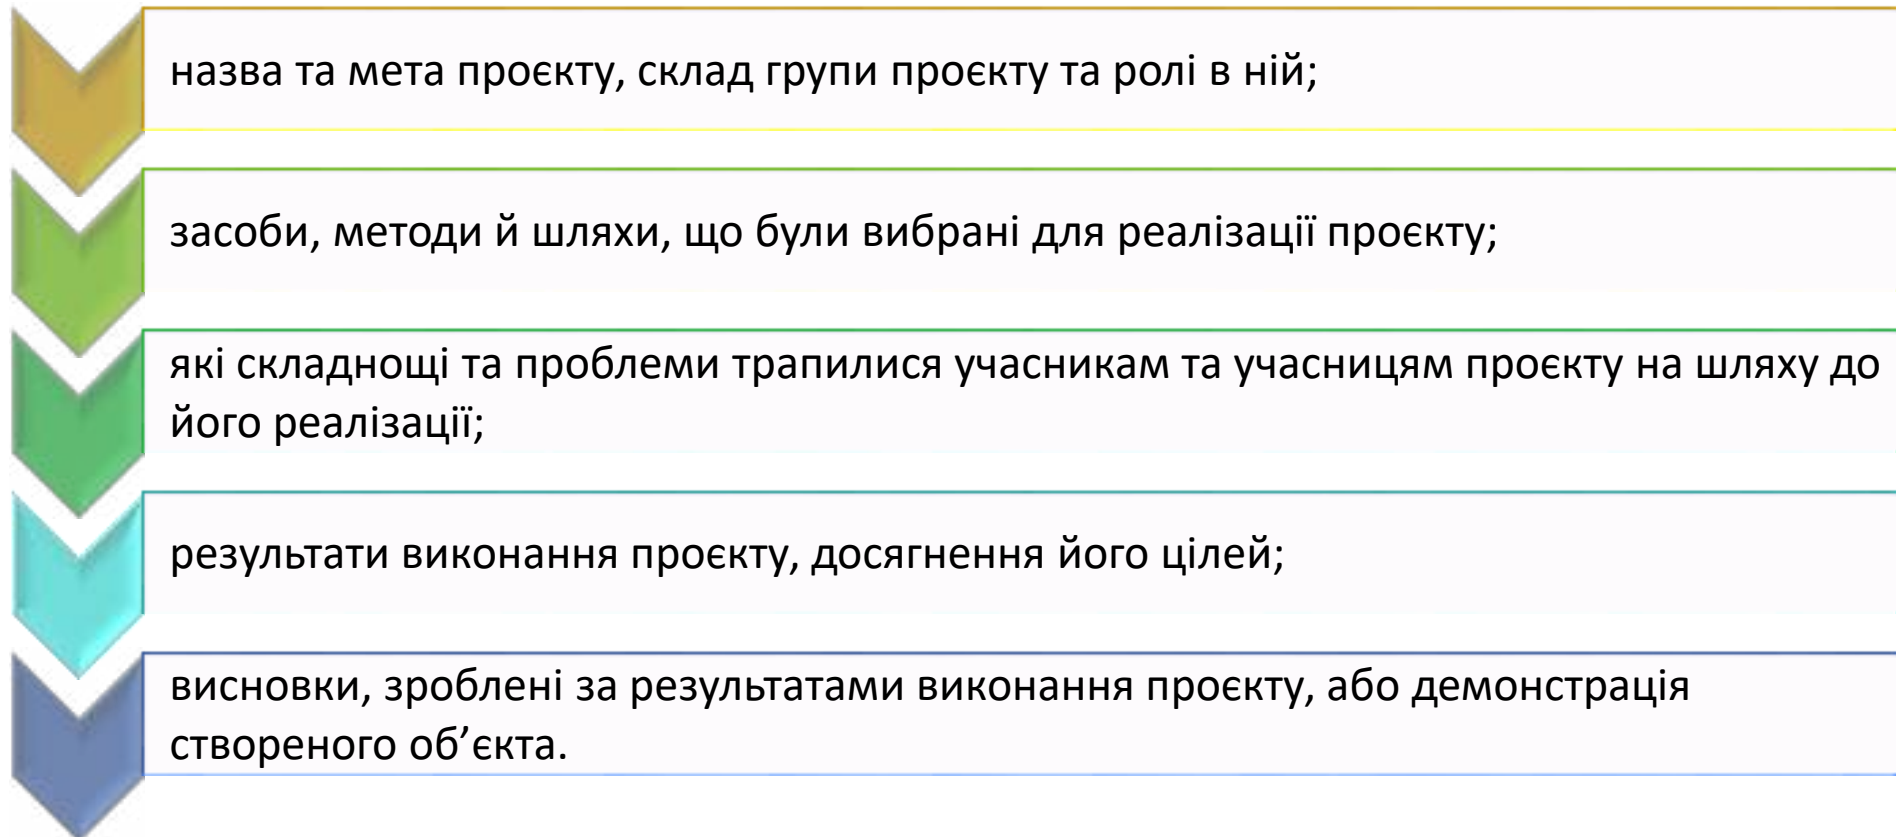 назва та мета проєкту, склад групи проєкту та ролі в ній;
засоби, методи й шляхи, що були вибрані для реалізації проєкту;
які складнощі та проблеми трапилися учасникам та учасницям проєкту на шляху до
його реалізації;
результати виконання проєкту, досягнення його цілей;
висновки, зроблені за результатами виконання проєкту, або демонстрація
створеного об’єкта.